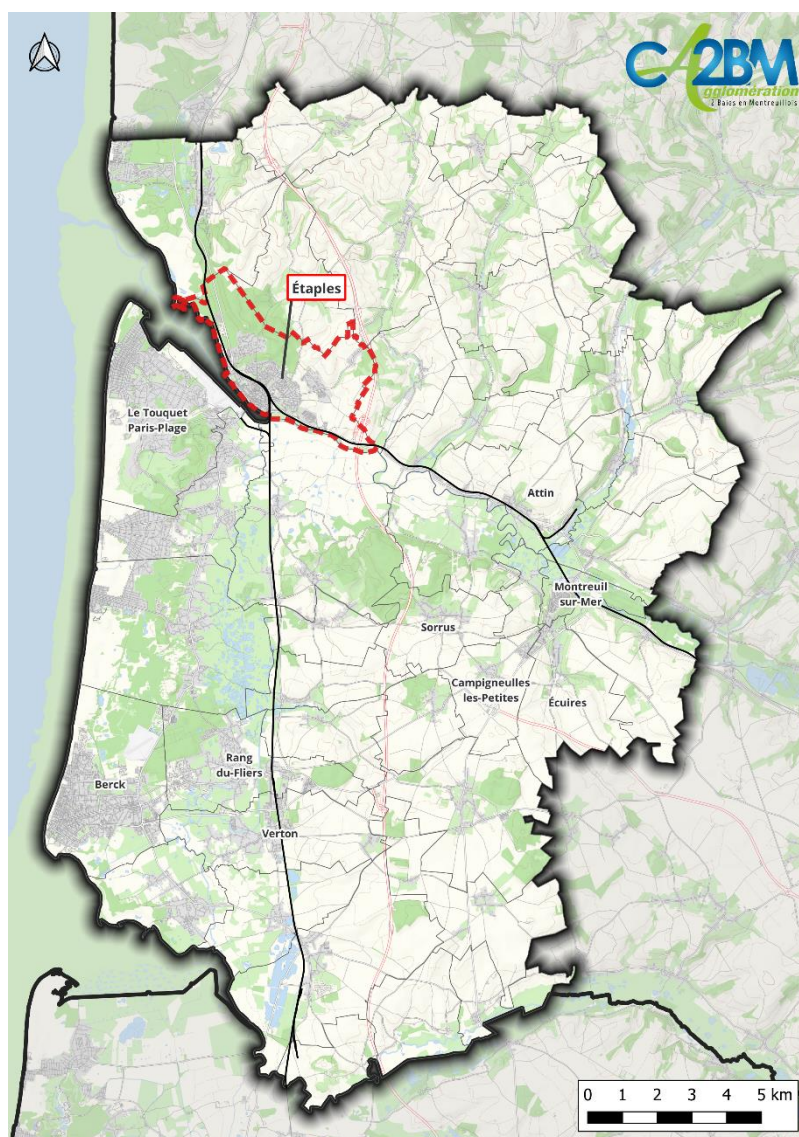 CA2BM
gglomération
2 Baies en Montreuillois
Étaples
Le Touquet
Paris-Plage
Attin
Montreuil
sur-Mer
Sorrus
Campigneulles
les-Petites
Écuires
Rang
du-Fliers
Berck
Verton
0 1 2 3 4 5 km